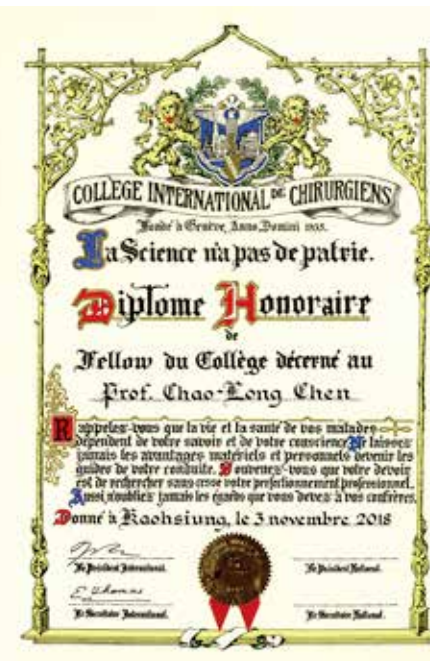 COLLEGE INTERNATIONAL DE CHIRURGIENS
Fondé à Genève, Anno Domini 1935.
La Science n'a pas de patrie.
Diplome Honoraire
de
Fellow du Collège décerné au
Prof. Chao-Long Chen
Rappelez-vous que la vie et la santé de vos malades
dépendent de votre savoir et de votre conscience Ne laissez
jamais les avantages matériels et personnels devenir les
guides de votre conduite. Souvenez-vous que votre devoir
est de rechercher sans cesse votre perfectionnement professionnel.
Aussi n'oubliez jamais les égards que vous devez à vos confrères.
Donné à Kaohsiung, le 3 novembre 2018
Le Président International.
Le Président National.
Le Secrétaire International.
Le Secrétaire National.